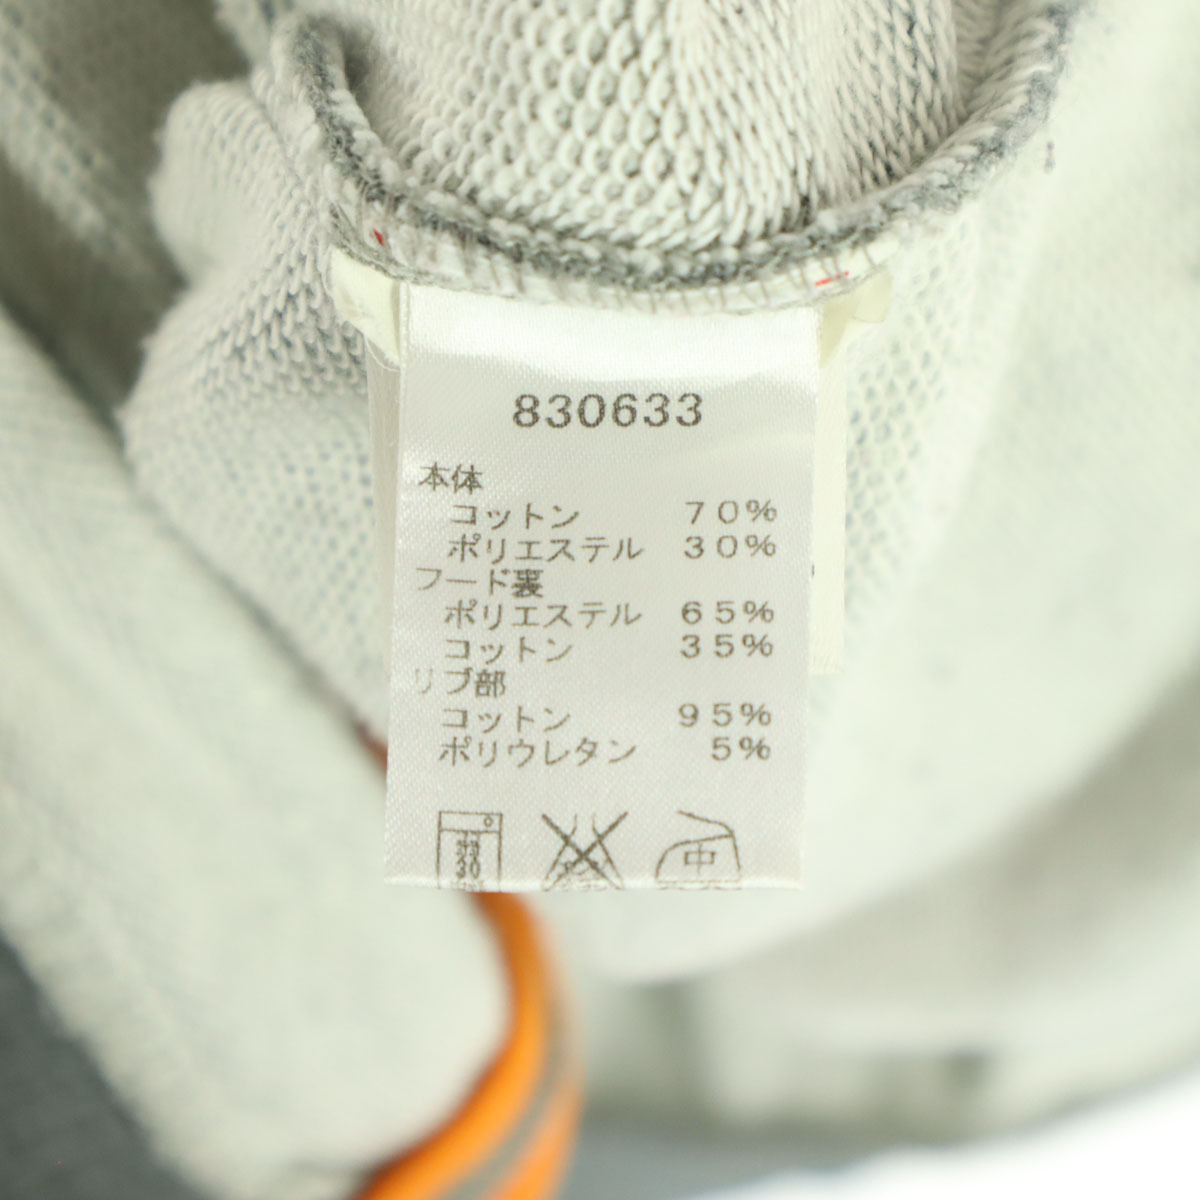 830633
本体
コットン 70%
ポリエステル 30%
フード裏
ポリエステル 65%
コットン 35%
リブ部
コットン 95%
ポリウレタン 5%
30 中